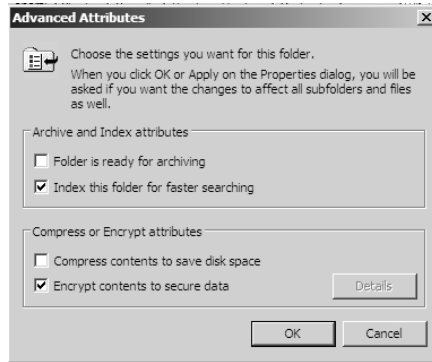 Advanced Attributes
Choose the settings you want for this folder.
When you click OK or Apply on the Properties dialog, you will be
asked if you want the changes to affect all subfolders and files
as well.
Archive and Index attributes
Folder is ready for archiving
Index this folder for faster searching
Compress or Encrypt attributes
Compress contents to save disk space
Encrypt contents to secure data
Details
OK
Cancel